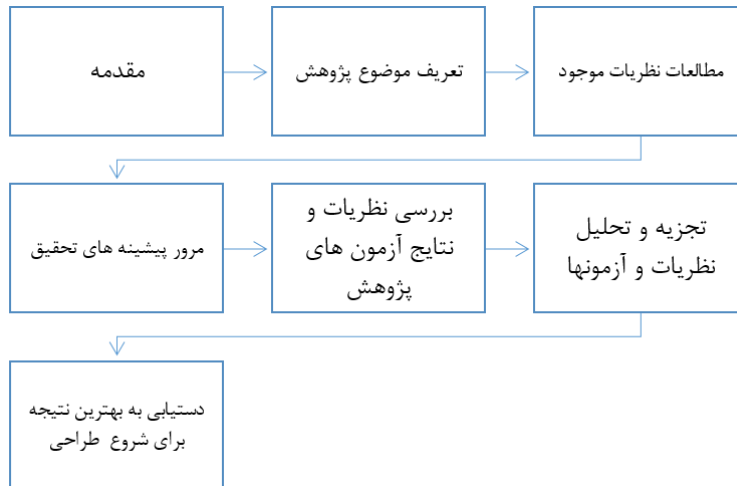 مقدمه
تعریف موضوع پژوهش
مطالعات نظریات موجود
مرور پیشینه های تحقیق
بررسی نظریات و
نتایج آزمون های
پژوهش
تجزیه و تحلیل
نظریات و آزمونها
دستیابی به بهترین نتیجه
برای شروع طراحی